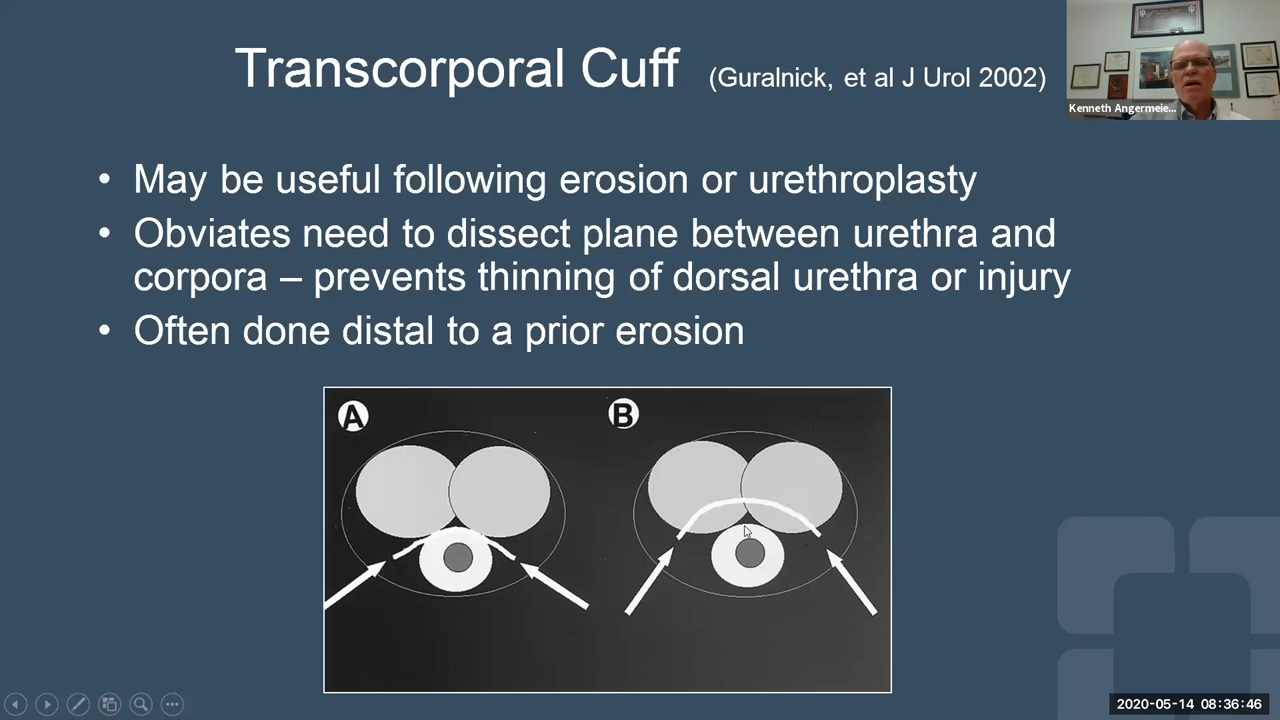 Transcorporal Cuff (Guralnick, et al J Urol 2002)
Kenneth Angermeie...
• May be useful following erosion or urethroplasty
• Obviates need to dissect plane between urethra and
corpora – prevents thinning of dorsal urethra or injury
• Often done distal to a prior erosion
A
B
2020-05-14 08:36:46